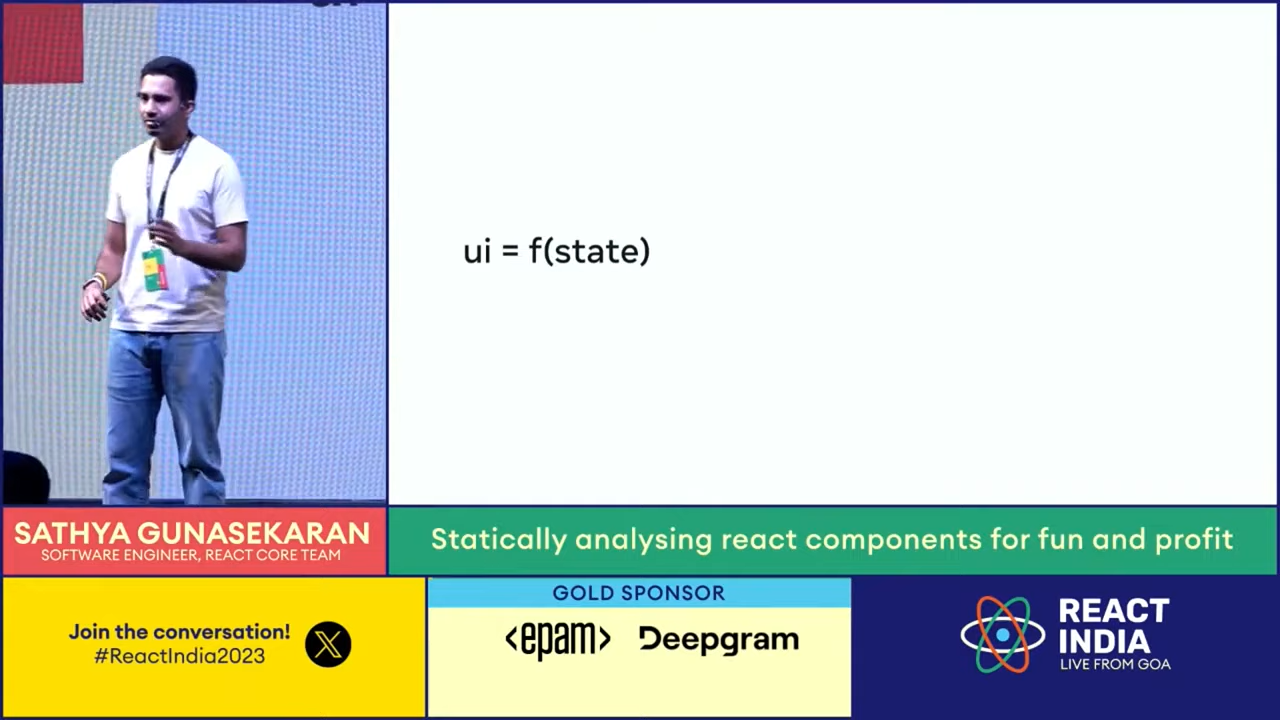 ui = f(state)
SATHYA GUNASEKARAN
SOFTWARE ENGINEER, REACT CORE TEAM
Statically analysing react components for fun and profit
Join the conversation!
#ReactIndia2023
GOLD SPONSOR
<epam>
Deepgram
REACT
INDIA
LIVE FROM GOA